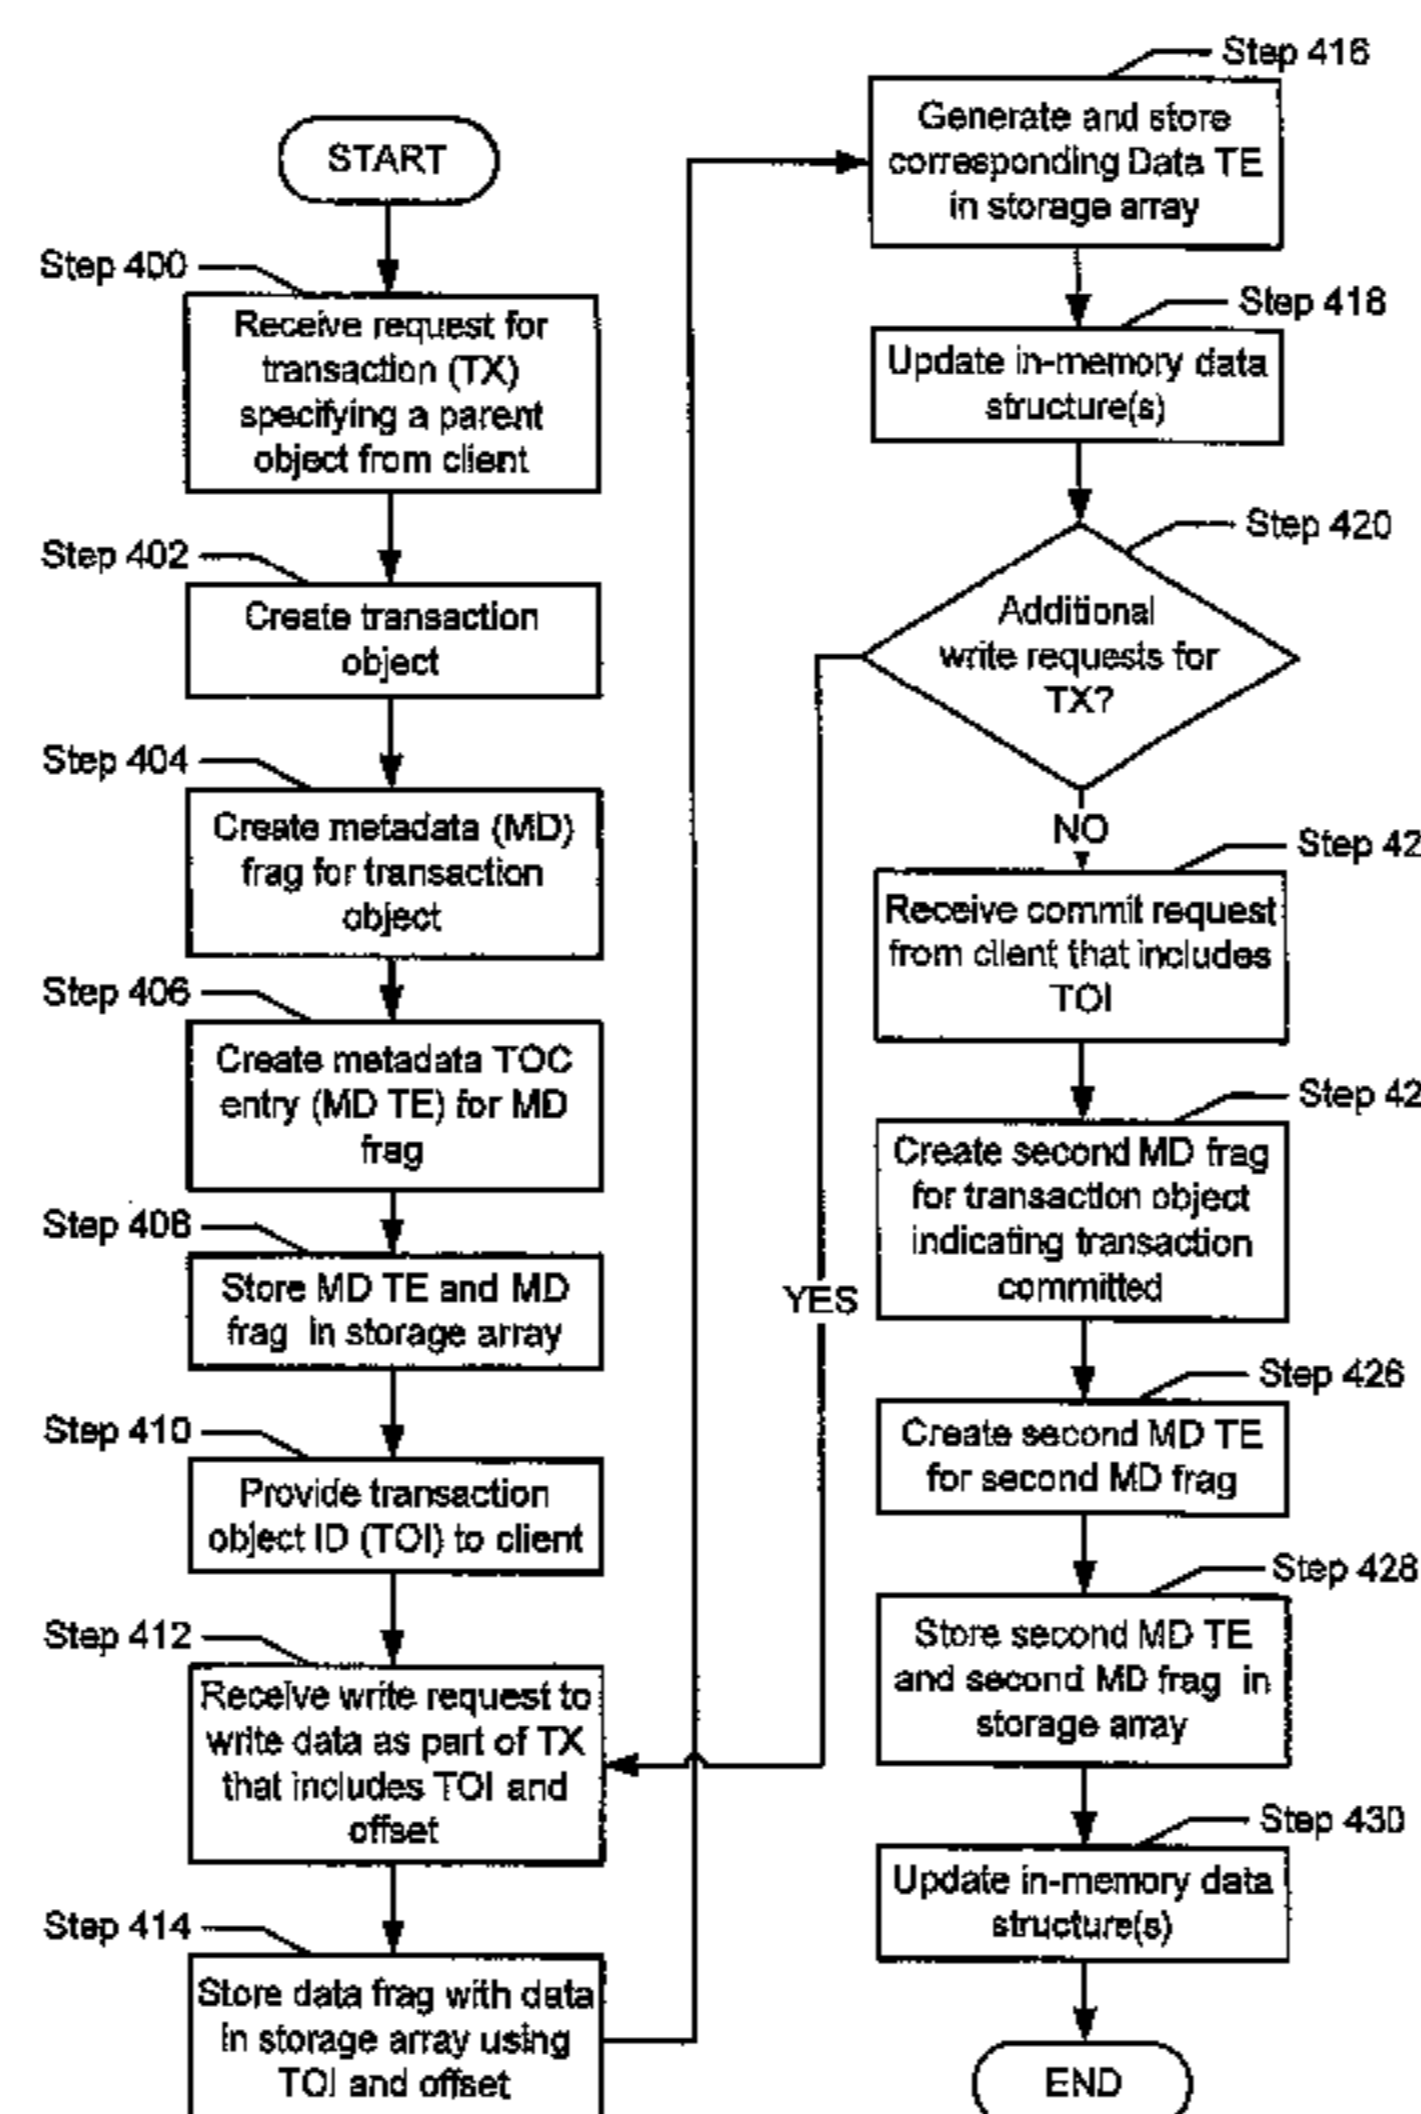 START
Step 400
Receive request for
transaction (TX)
specifying a parent
object from client
Step 402
Create transaction
object
Step 404
Create metadata (MD)
frag for transaction
object
Step 406
Create metadata TOC
entry (MD TE) for MD
frag
Step 408
Store MD TE and MD
frag in storage array
Step 410
Provide transaction
object ID (TOI) to client
Step 412
Receive write request to
write data as part of TX
that includes TOI and
offset
Step 414
Store data frag with data
in storage array using
TOI and offset
Step 416
Generate and store
corresponding Data TE
in storage array
Step 418
Update in-memory data
structure(s)
Step 420
Additional
write requests for
TX?
YES
NO
Step 42
Receive commit request
from client that includes
TOI
Step 42
Create second MD frag
for transaction object
indicating transaction
committed
Step 426
Create second MD TE
for second MD frag
Step 428
Store second MD TE
and second MD frag in
storage array
Step 430
Update in-memory data
structure(s)
END